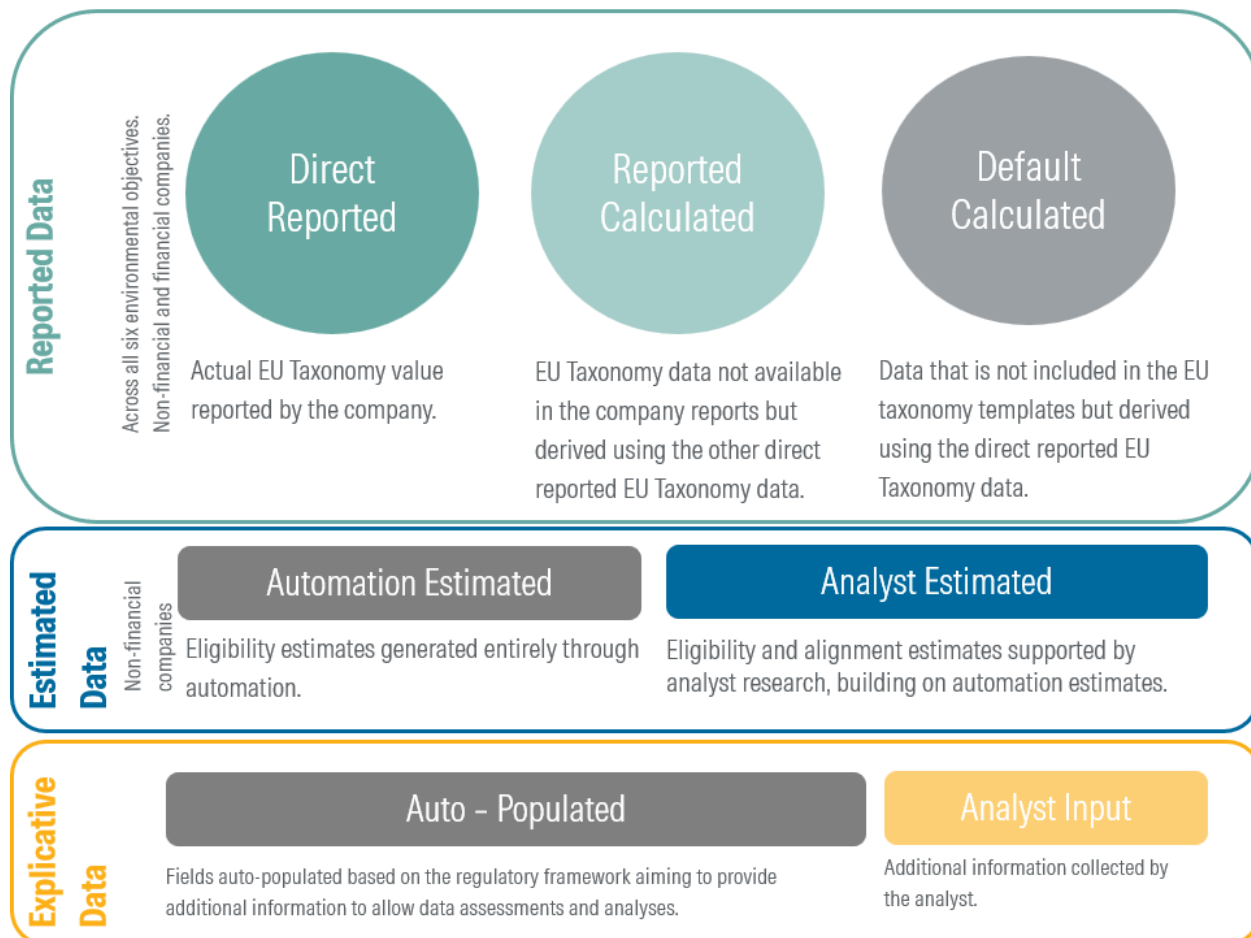 Reported Data
Across all six environmental objectives.
Non-financial and financial companies.
Direct
Reported
Actual EU Taxonomy value
reported by the company.
Reported
Calculated
EU Taxonomy data not available
in the company reports but
derived using the other direct
reported EU Taxonomy data.
Default
Calculated
Data that is not included in the EU
taxonomy templates but derived
using the direct reported EU
Taxonomy data.
Estimated
Data
Non-financial
companies
Automation Estimated
Eligibility estimates generated entirely through
automation.
Analyst Estimated
Eligibility and alignment estimates supported by
analyst research, building on automation estimates.
Explicative
Data
Auto – Populated
Fields auto-populated based on the regulatory framework aiming to provide
additional information to allow data assessments and analyses.
Analyst Input
Additional information collected by
the analyst.